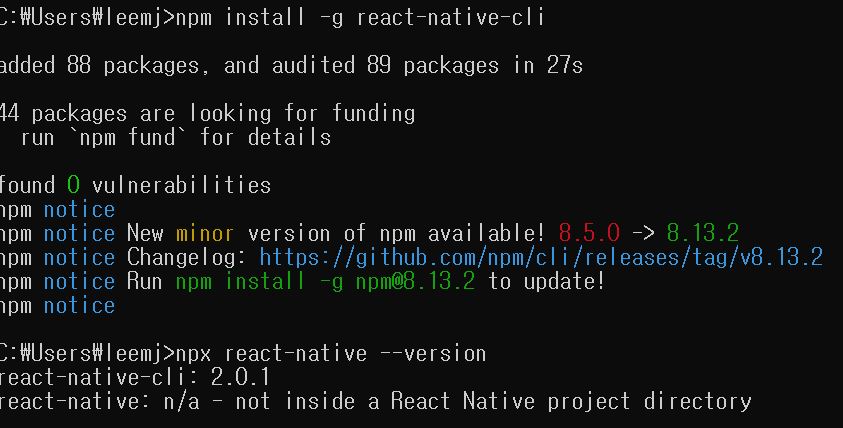 C:₩Users₩leemj>npm install -g react-native-cli
added 88 packages, and audited 89 packages in 27s
44 packages are looking for funding
run `npm fund` for details
found 0 vulnerabilities
npm notice
npm notice New minor version of npm available! 8.5.0 -> 8.13.2
npm notice Changelog: https://github.com/npm/cli/releases/tag/v8.13.2
npm notice Run npm install -g npm@8.13.2 to update!
npm notice
C:₩Users₩leemj>npx react-native --version
react-native-cli: 2.0.1
react-native: n/a - not inside a React Native project directory